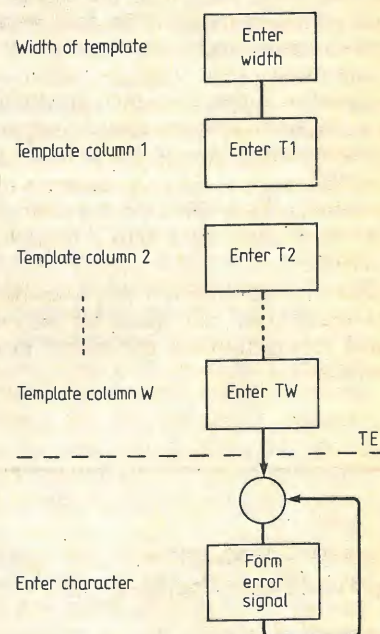 Width of template
Enter
width
Template column 1
Enter T1
Template column 2
Enter T2
Template column W
Enter TW
TE
Enter character
Form
error
signal